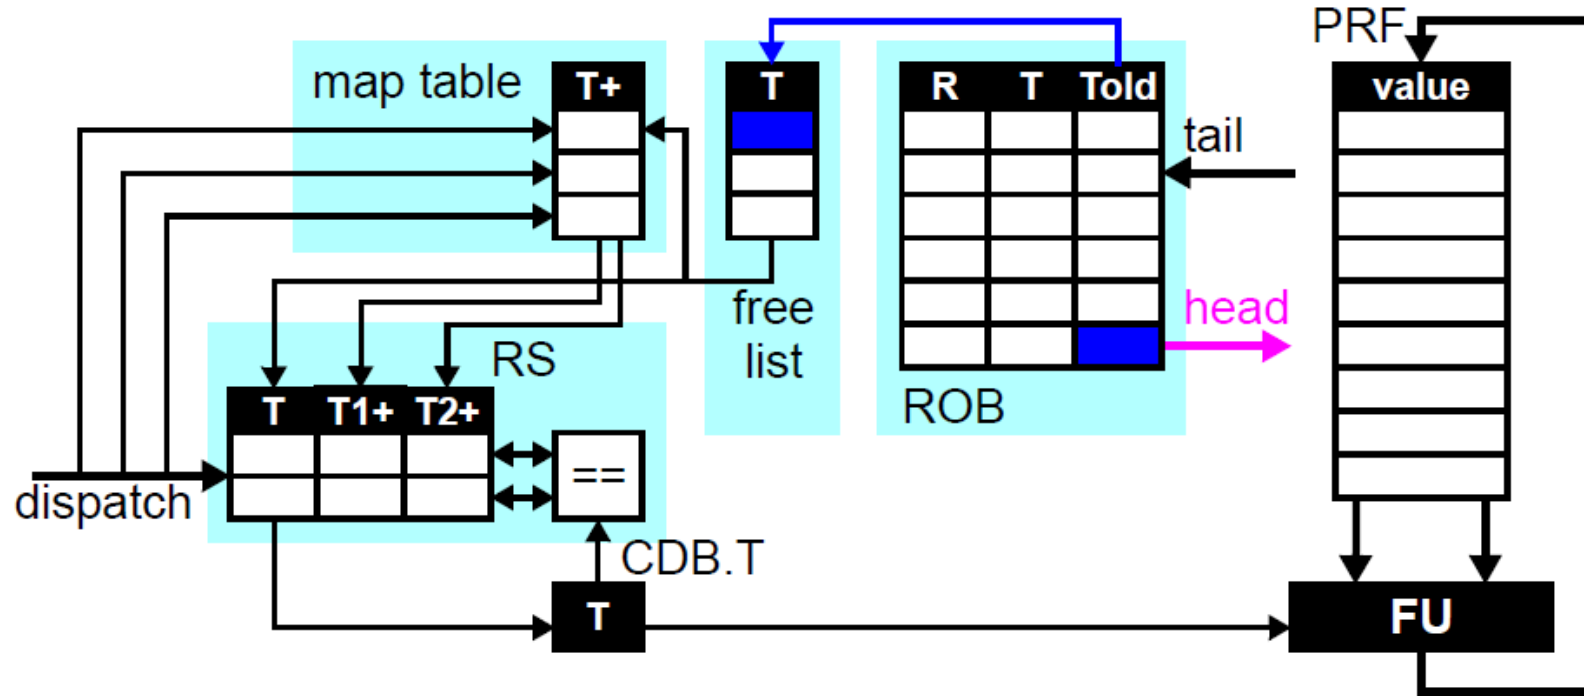 PRF
map table
T+
T
R T Told
value
tail
free
list
head
RS
ROB
T T1+ T2+
==
dispatch
CDB.T
T
FU